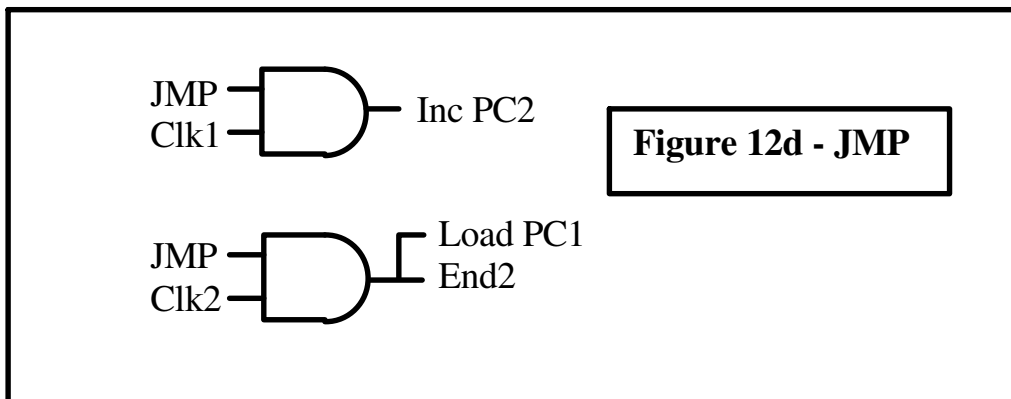 JMP
Clk1
Inc PC2
Figure 12d - JMP
JMP
Clk2
Load PC1
End2